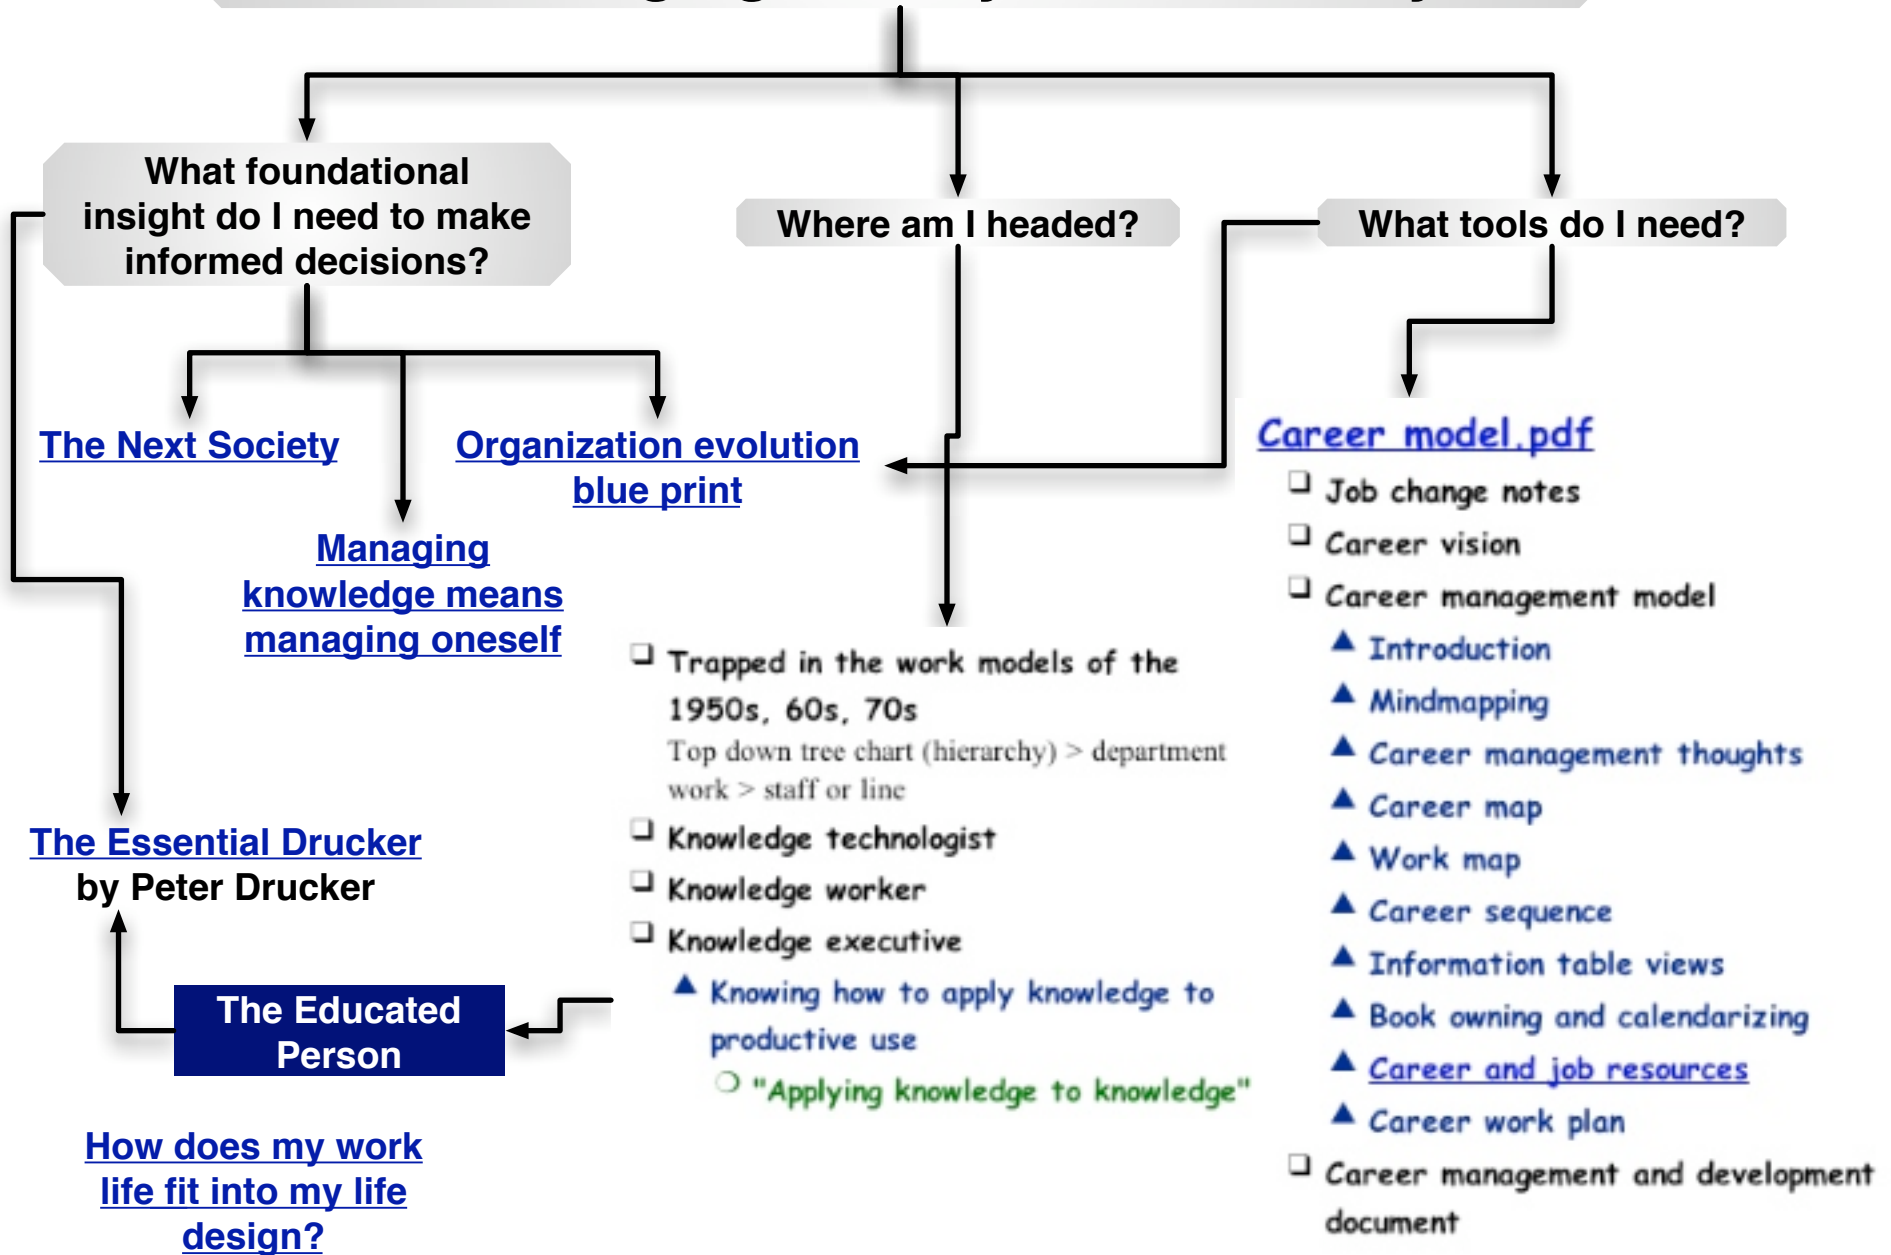 What foundational
insight do I need to make
informed decisions?
Where am I headed?
What tools do I need?
The Next Society
Organization evolution
blue print
Managing
knowledge means
managing oneself
The Essential Drucker
by Peter Drucker
The Educated
Person
How does my work
life fit into my life
design?
Trapped in the work models of the
1950s, 60s, 70s
Top down tree chart (hierarchy) > department
work > staff or line
Knowledge technologist
Knowledge worker
Knowledge executive
Knowing how to apply knowledge to
productive use
"Applying knowledge to knowledge"
Career model.pdf
Job change notes
Career vision
Career management model
Introduction
Mindmapping
Career management thoughts
Career map
Work map
Career sequence
Information table views
Book owning and calendarizing
Career and job resources
Career work plan
Career management and development
document